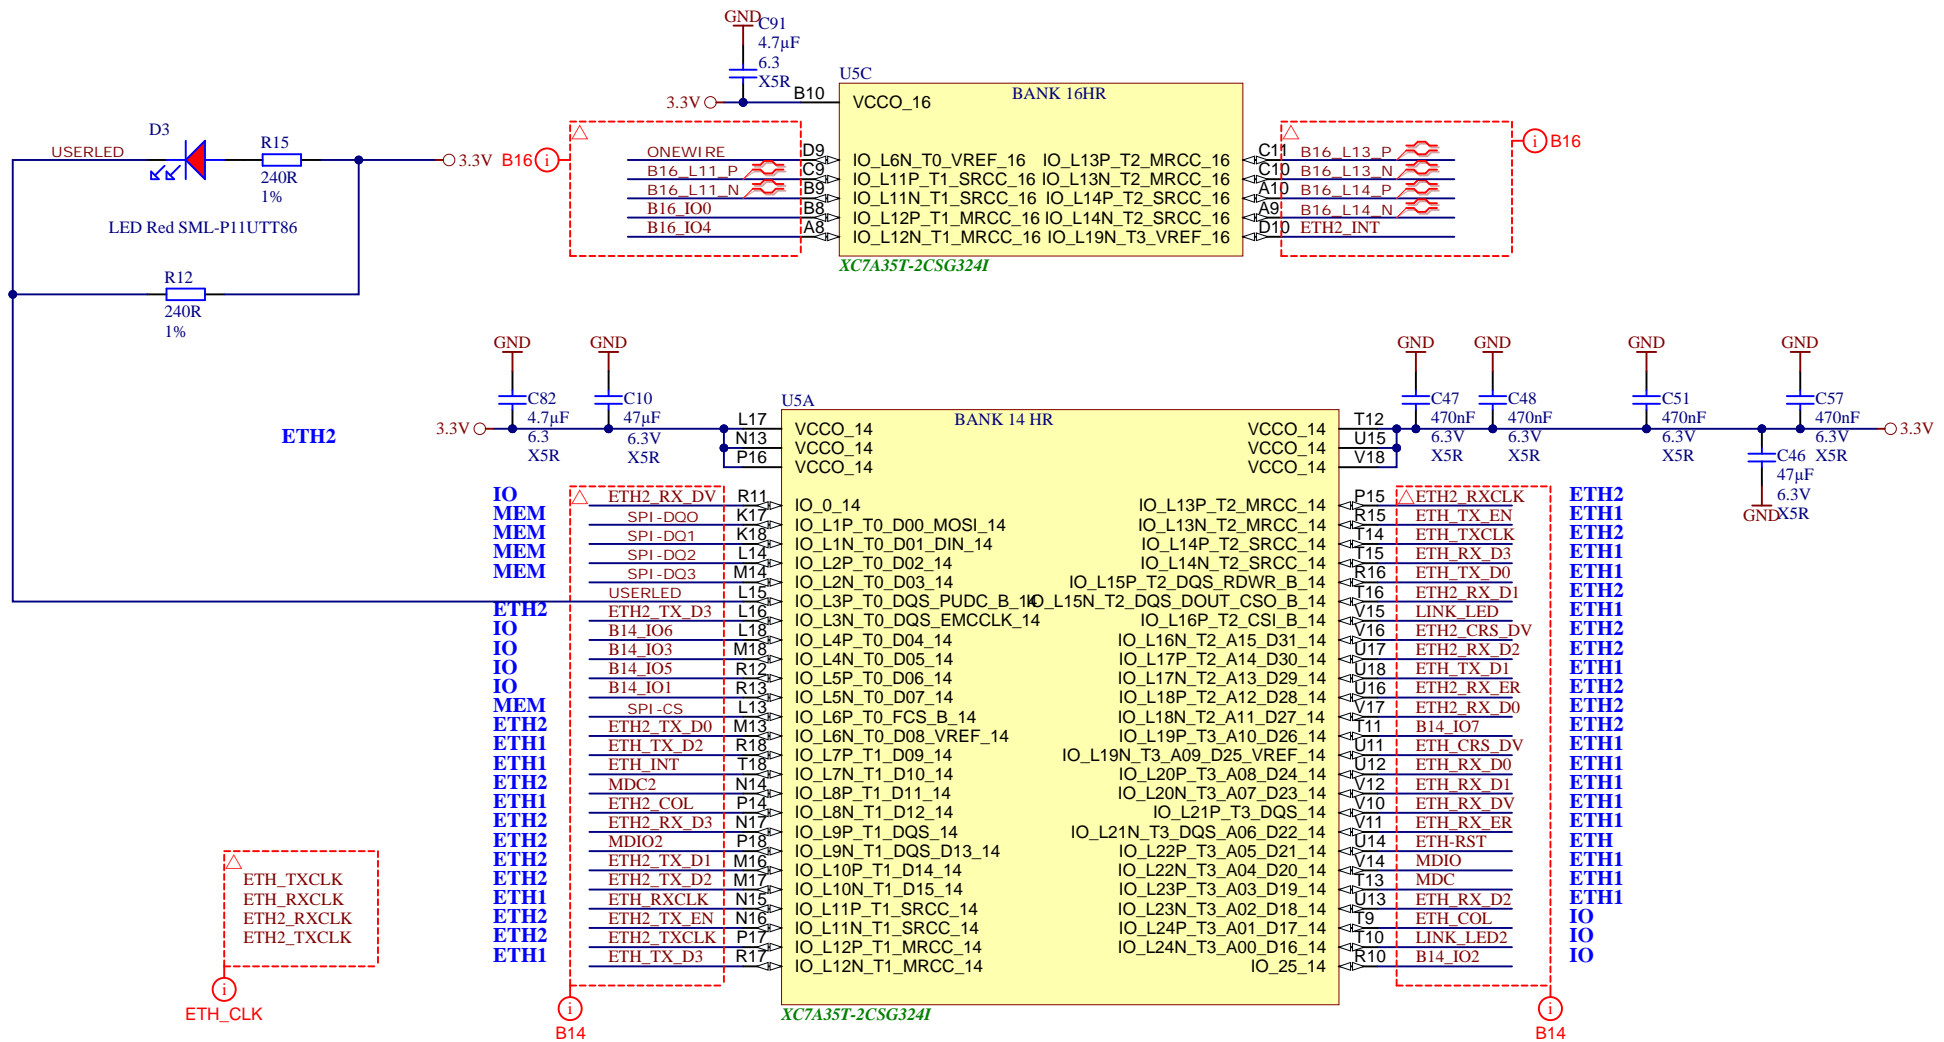 GND
C91
4.7µF
6.3
X5R
3.3V
B10
U5C
BANK 16HR
VCCO_16
D3
USERLED
R15
240R
1%
3.3V
LED Red SML-P11UTT86
R12
240R
1%
B16
i
ONEWIRE D9 IO_L6N_T0_VREF_16 IO_L13P_T2_MRCC_16 C11 B16_L13_P
B16_L11_P C9 IO_L11P_T1_SRCC_16 IO_L13N_T2_MRCC_16 C10 B16_L13_N
B16_L11_N B9 IO_L11N_T1_SRCC_16 IO_L14P_T2_SRCC_16 A10 B16_L14_P
B16_IO0 B8 IO_L12P_T1_MRCC_16 IO_L14N_T2_SRCC_16 A9 B16_L14_N
B16_IO4 A8 IO_L12N_T1_MRCC_16 IO_L19N_T3_VREF_16 D10 ETH2_INT
i
B16
XC7A35T-2CSG324I
ETH2
GND
C82
4.7µF
6.3
X5R
GND
C10
47µF
6.3V
X5R
3.3V
GND
C47
470nF
6.3V
X5R
GND
C48
470nF
6.3V
X5R
GND
C51
470nF
6.3V
X5R
GND
C57
470nF
6.3V
X5R
3.3V
C46
47µF
6.3V
X5R
GND
U5A
BANK 14 HR
L17 VCCO_14 VCCO_14 T12
N13 VCCO_14 VCCO_14 U15
P16 VCCO_14 VCCO_14 V18
IO ETH2_RX_DV R11 IO_0_14 IO_L13P_T2_MRCC_14 P15 ETH2_RXCLK ETH2
MEM SPI-DQ0 K17 IO_L1P_T0_D00_MOSI_14 IO_L13N_T2_MRCC_14 R15 ETH_TX_EN ETH1
MEM SPI-DQ1 K18 IO_L1N_T0_D01_DIN_14 IO_L14P_T2_SRCC_14 T14 ETH_TXCLK ETH2
MEM SPI-DQ2 L14 IO_L2P_T0_D02_14 IO_L14N_T2_SRCC_14 T15 ETH_RX_D3 ETH1
MEM SPI-DQ3 M14 IO_L2N_T0_D03_14 IO_L15P_T2_DQS_RDWR_B_14 R16 ETH_TX_D0 ETH1
USERLED L15 IO_L3P_T0_DQS_PUDC_B_14 IO_L15N_T2_DQS_DOUT_CSO_B_14 T16 ETH2_RX_D1 ETH2
ETH2 ETH2_TX_D3 L16 IO_L3N_T0_DQS_EMCCLK_14 IO_L16P_T2_CSI_B_14 V15 LINK_LED ETH1
IO B14_IO6 L18 IO_L4P_T0_D04_14 IO_L16N_T2_A15_D31_14 V16 ETH2_CRS_DV ETH2
IO B14_IO3 M18 IO_L4N_T0_D05_14 IO_L17P_T2_A14_D30_14 U17 ETH2_RX_D2 ETH2
IO B14_IO5 R12 IO_L5P_T0_D06_14 IO_L17N_T2_A13_D29_14 U18 ETH_TX_D1 ETH1
IO B14_IO1 R13 IO_L5N_T0_D07_14 IO_L18P_T2_A12_D28_14 U16 ETH2_RX_ER ETH2
MEM SPI-CS L13 IO_L6P_T0_FCS_B_14 IO_L18N_T2_A11_D27_14 V17 ETH2_RX_D0 ETH2
ETH2 ETH2_TX_D0 M13 IO_L6N_T0_D08_VREF_14 IO_L19P_T3_A10_D26_14 T11 B14_IO7 ETH2
ETH1 ETH_TX_D2 R18 IO_L7P_T1_D09_14 IO_L19N_T3_A09_D25_VREF_14 U11 ETH_CRS_DV ETH1
ETH1 ETH_INT T18 IO_L7N_T1_D10_14 IO_L20P_T3_A08_D24_14 U12 ETH_RX_D0 ETH1
ETH2 MDC2 N14 IO_L8P_T1_D11_14 IO_L20N_T3_A07_D23_14 V12 ETH_RX_D1 ETH1
ETH1 ETH2_COL P14 IO_L8N_T1_D12_14 IO_L21P_T3_DQS_14 V10 ETH_RX_DV ETH1
ETH2 ETH2_RX_D3 N17 IO_L9P_T1_DQS_14 IO_L21N_T3_DQS_A06_D22_14 V11 ETH_RX_ER ETH1
ETH2 MDIO2 P18 IO_L9N_T1_DQS_D13_14 IO_L22P_T3_A05_D21_14 U14 ETH-RST ETH
ETH2 ETH2_TX_D1 M16 IO_L10P_T1_D14_14 IO_L22N_T3_A04_D20_14 V14 MDIO ETH1
ETH2 ETH2_TX_D2 M17 IO_L10N_T1_D15_14 IO_L23P_T3_A03_D19_14 T13 MDC ETH1
ETH1 ETH_RXCLK N15 IO_L11P_T1_SRCC_14 IO_L23N_T3_A02_D18_14 U13 ETH_RX_D2 ETH1
ETH2 ETH2_TX_EN N16 IO_L11N_T1_SRCC_14 IO_L24P_T3_A01_D17_14 T9 ETH_COL IO
ETH2 ETH2_TXCLK P17 IO_L12P_T1_MRCC_14 IO_L24N_T3_A00_D16_14 T10 LINK_LED2 IO
ETH1 ETH_TX_D3 R17 IO_L12N_T1_MRCC_14 IO_25_14 R10 B14_IO2 IO
ETH_TXCLK
ETH_RXCLK
ETH2_RXCLK
ETH2_TXCLK
i
ETH_CLK
i
B14
XC7A35T-2CSG324I
i
B14